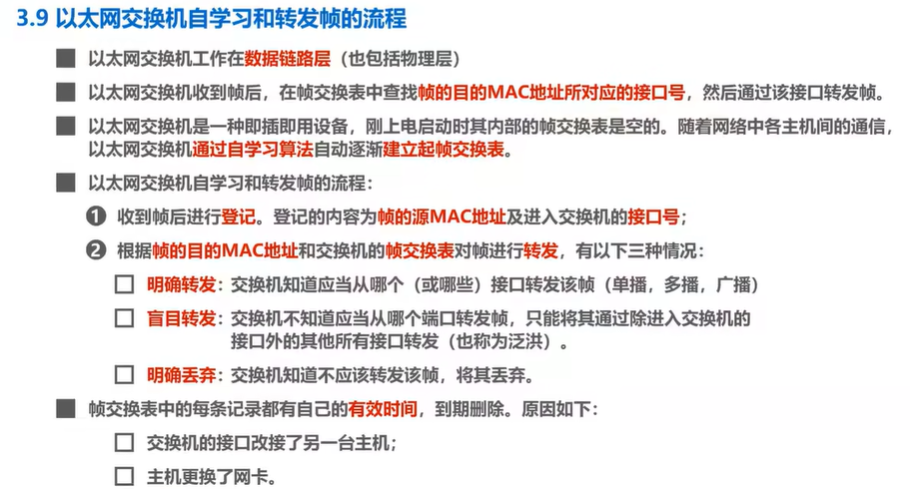 3.9 以太网交换机自学习和转发帧的流程
以太网交换机工作在数据链路层（也包括物理层）
以太网交换机收到帧后，在帧交换表中查找帧的目的MAC地址所对应的接口号，然后通过该接口转发帧。
以太网交换机是一种即插即用设备，刚上电启动时其内部的帧交换表是空的。随着网络中各主机间的通信，
以太网交换机通过自学习算法自动逐渐建立起帧交换表。
以太网交换机自学习和转发帧的流程：
❶ 收到帧后进行登记。登记的内容为帧的源MAC地址及进入交换机的接口号；
❷ 根据帧的目的MAC地址和交换机的帧交换表对帧进行转发，有以下三种情况：
明确转发：交换机知道应当从哪个（或哪些）接口转发该帧（单播，多播，广播）
盲目转发：交换机不知道应当从哪个端口转发帧，只能将其通过除进入交换机的
接口外的其他所有接口转发（也称为泛洪）。
明确丢弃：交换机知道不应该转发该帧，将其丢弃。
帧交换表中的每条记录都有自己的有效时间，到期删除。原因如下：
交换机的接口改接了另一台主机；
主机更换了网卡。